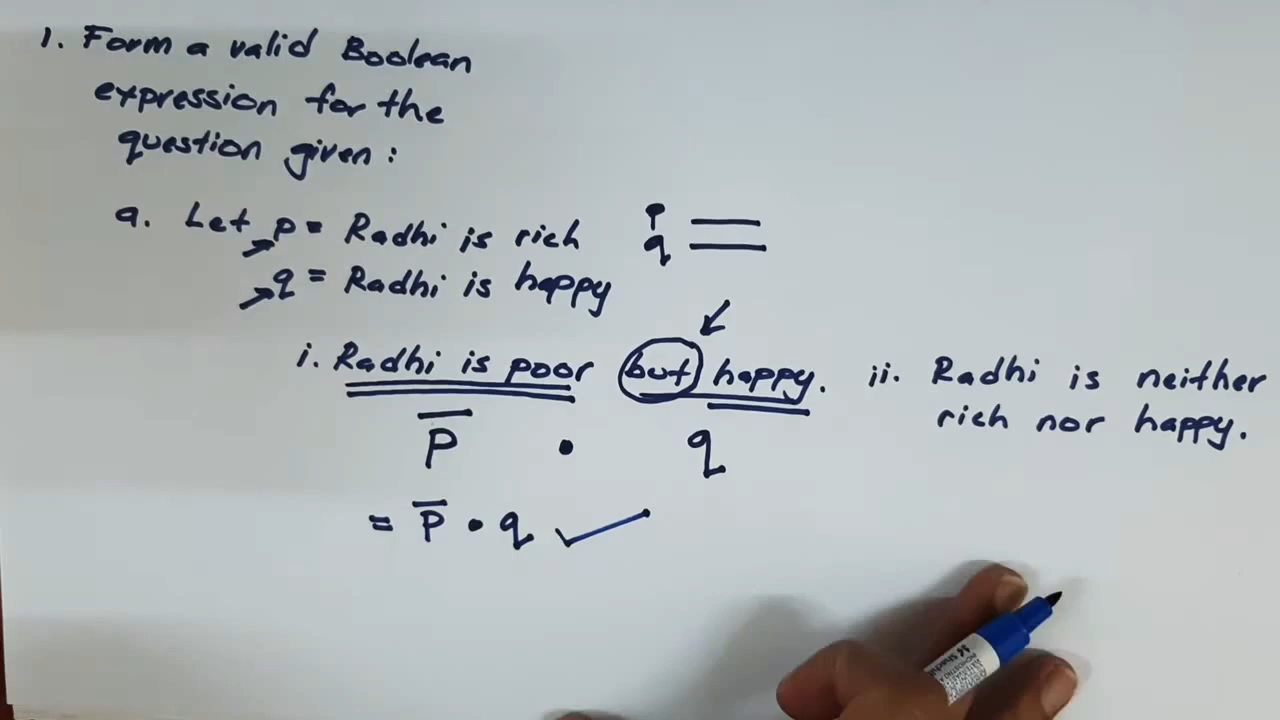 1. Form a valid Boolean
expression for the
question given:
a. Let p = Radhi is rich
q = Radhi is happy
p
q
i. Radhi is poor but happy.
p̅ • q
= p̅ • q
ii. Radhi is neither
rich nor happy.